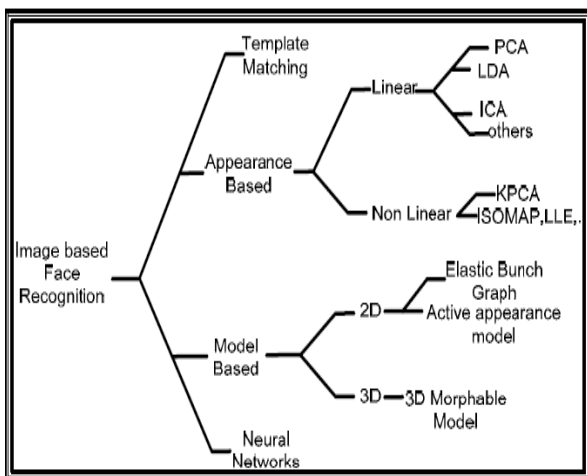 Template
Matching
PCA
LDA
Linear
ICA
others
Appearance
Based
KPCA
Non Linear
ISOMAP,LLE,.
Image based
Face
Recognition
Elastic Bunch
Graph
2D
Active appearance
model
Model
Based
3D
3D Morphable
Model
Neural
Networks